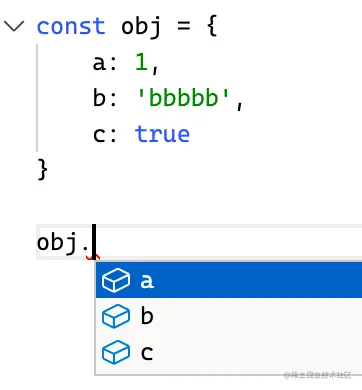 const obj = {
    a: 1,
    b: 'bbbbb',
    c: true
}
obj.
a
b
c
@稀土掘金技术社区